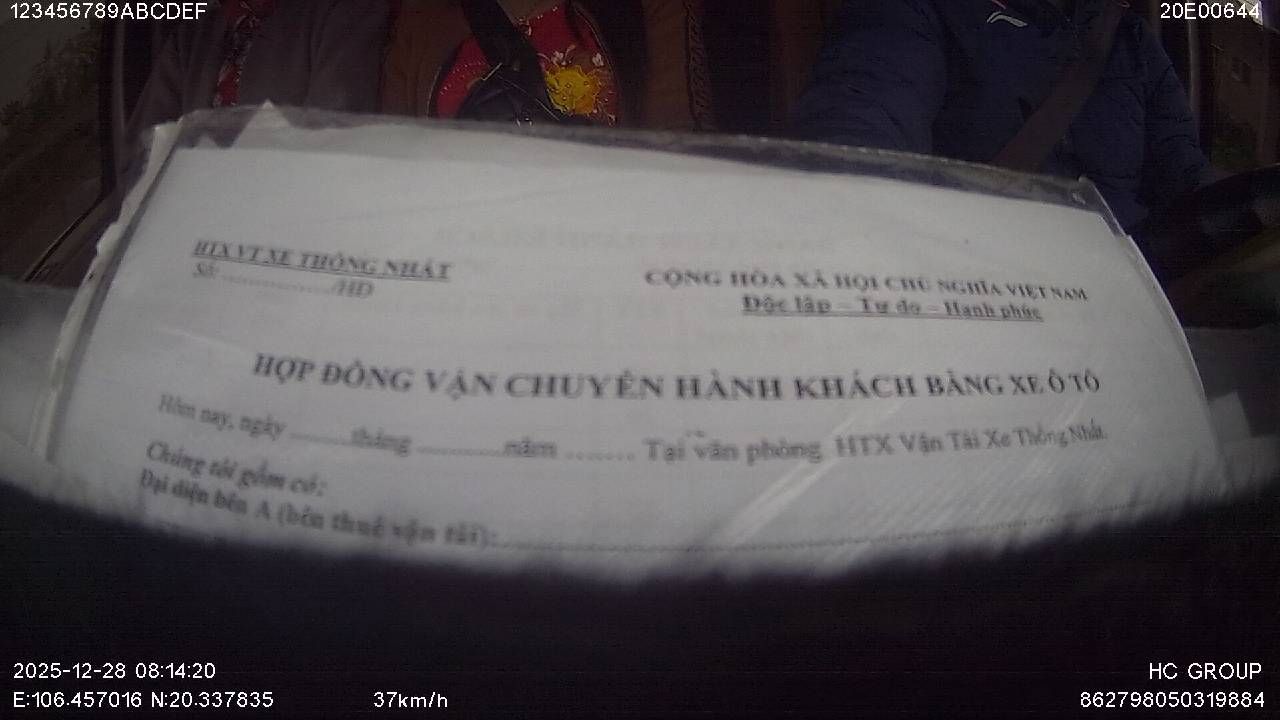 123456789ABCDEF
20E00644
HTX VT XE THỐNG NHẤT
Số: ................../HD
CỘNG HÒA XÃ HỘI CHỦ NGHĨA VIỆT NAM
Độc lập – Tự do – Hạnh phúc
HỢP ĐỒNG VẬN CHUYỂN HÀNH KHÁCH BẰNG XE Ô TÔ
Hôm nay, ngày ..........tháng ..............năm ....... Tại văn phòng HTX Vận Tải Xe Thống Nhất.
Chúng tôi gồm có:
Đại diện bên A (bên thuê vận tải):..........................................
2025-12-28 08:14:20
HC GROUP
E:106.457016 N:20.337835
37km/h
862798050319884